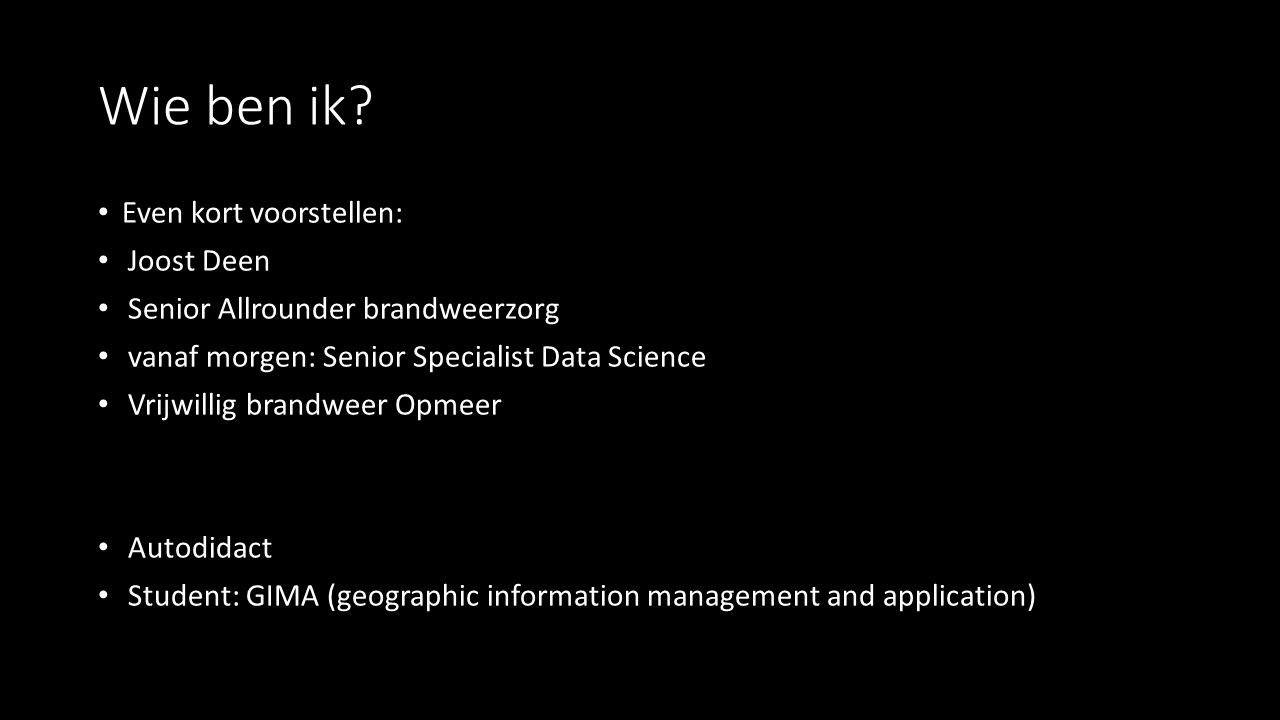 Wie ben ik?
• Even kort voorstellen:
• Joost Deen
• Senior Allrounder brandweerzorg
• vanaf morgen: Senior Specialist Data Science
• Vrijwillig brandweer Opmeer
• Autodidact
• Student: GIMA (geographic information management and application)